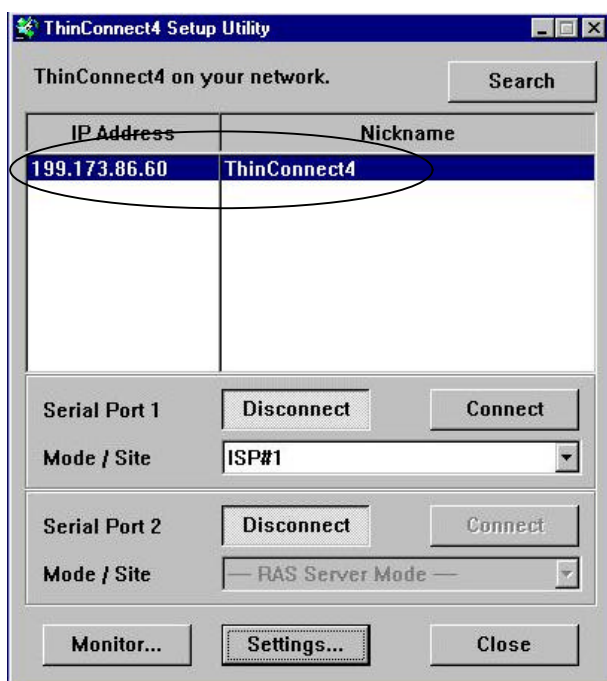 ThinConnect4 Setup Utility
ThinConnect4 on your network.
Search
IP Address Nickname
199.173.86.60 ThinConnect4
Serial Port 1 Disconnect Connect
Mode / Site ISP#1
Serial Port 2 Disconnect Connect
Mode / Site — RAS Server Mode —
Monitor... Settings... Close